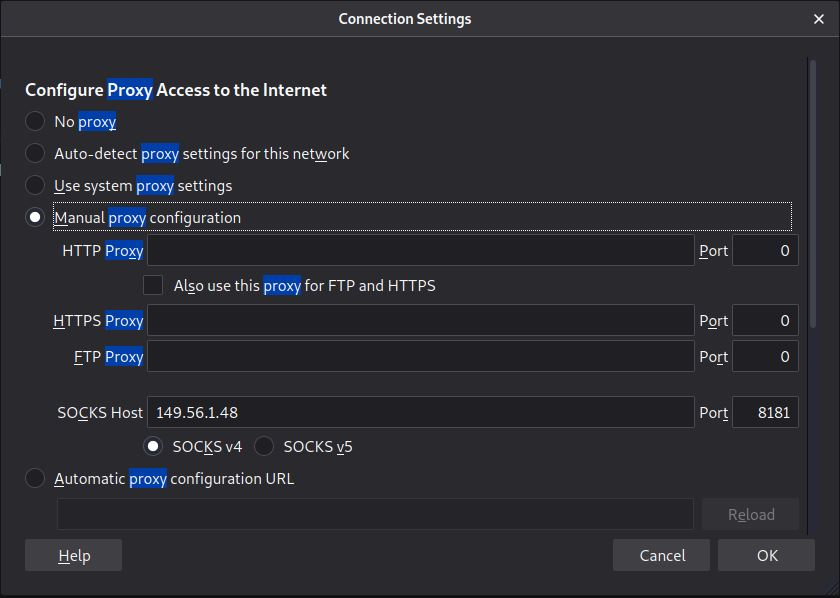 Connection Settings
Configure Proxy Access to the Internet
No proxy
Auto-detect proxy settings for this network
Use system proxy settings
Manual proxy configuration
HTTP Proxy Port 0
Also use this proxy for FTP and HTTPS
HTTPS Proxy Port 0
FTP Proxy Port 0
SOCKS Host 149.56.1.48 Port 8181
SOCKS v4 SOCKS v5
Automatic proxy configuration URL
Reload
Help Cancel OK